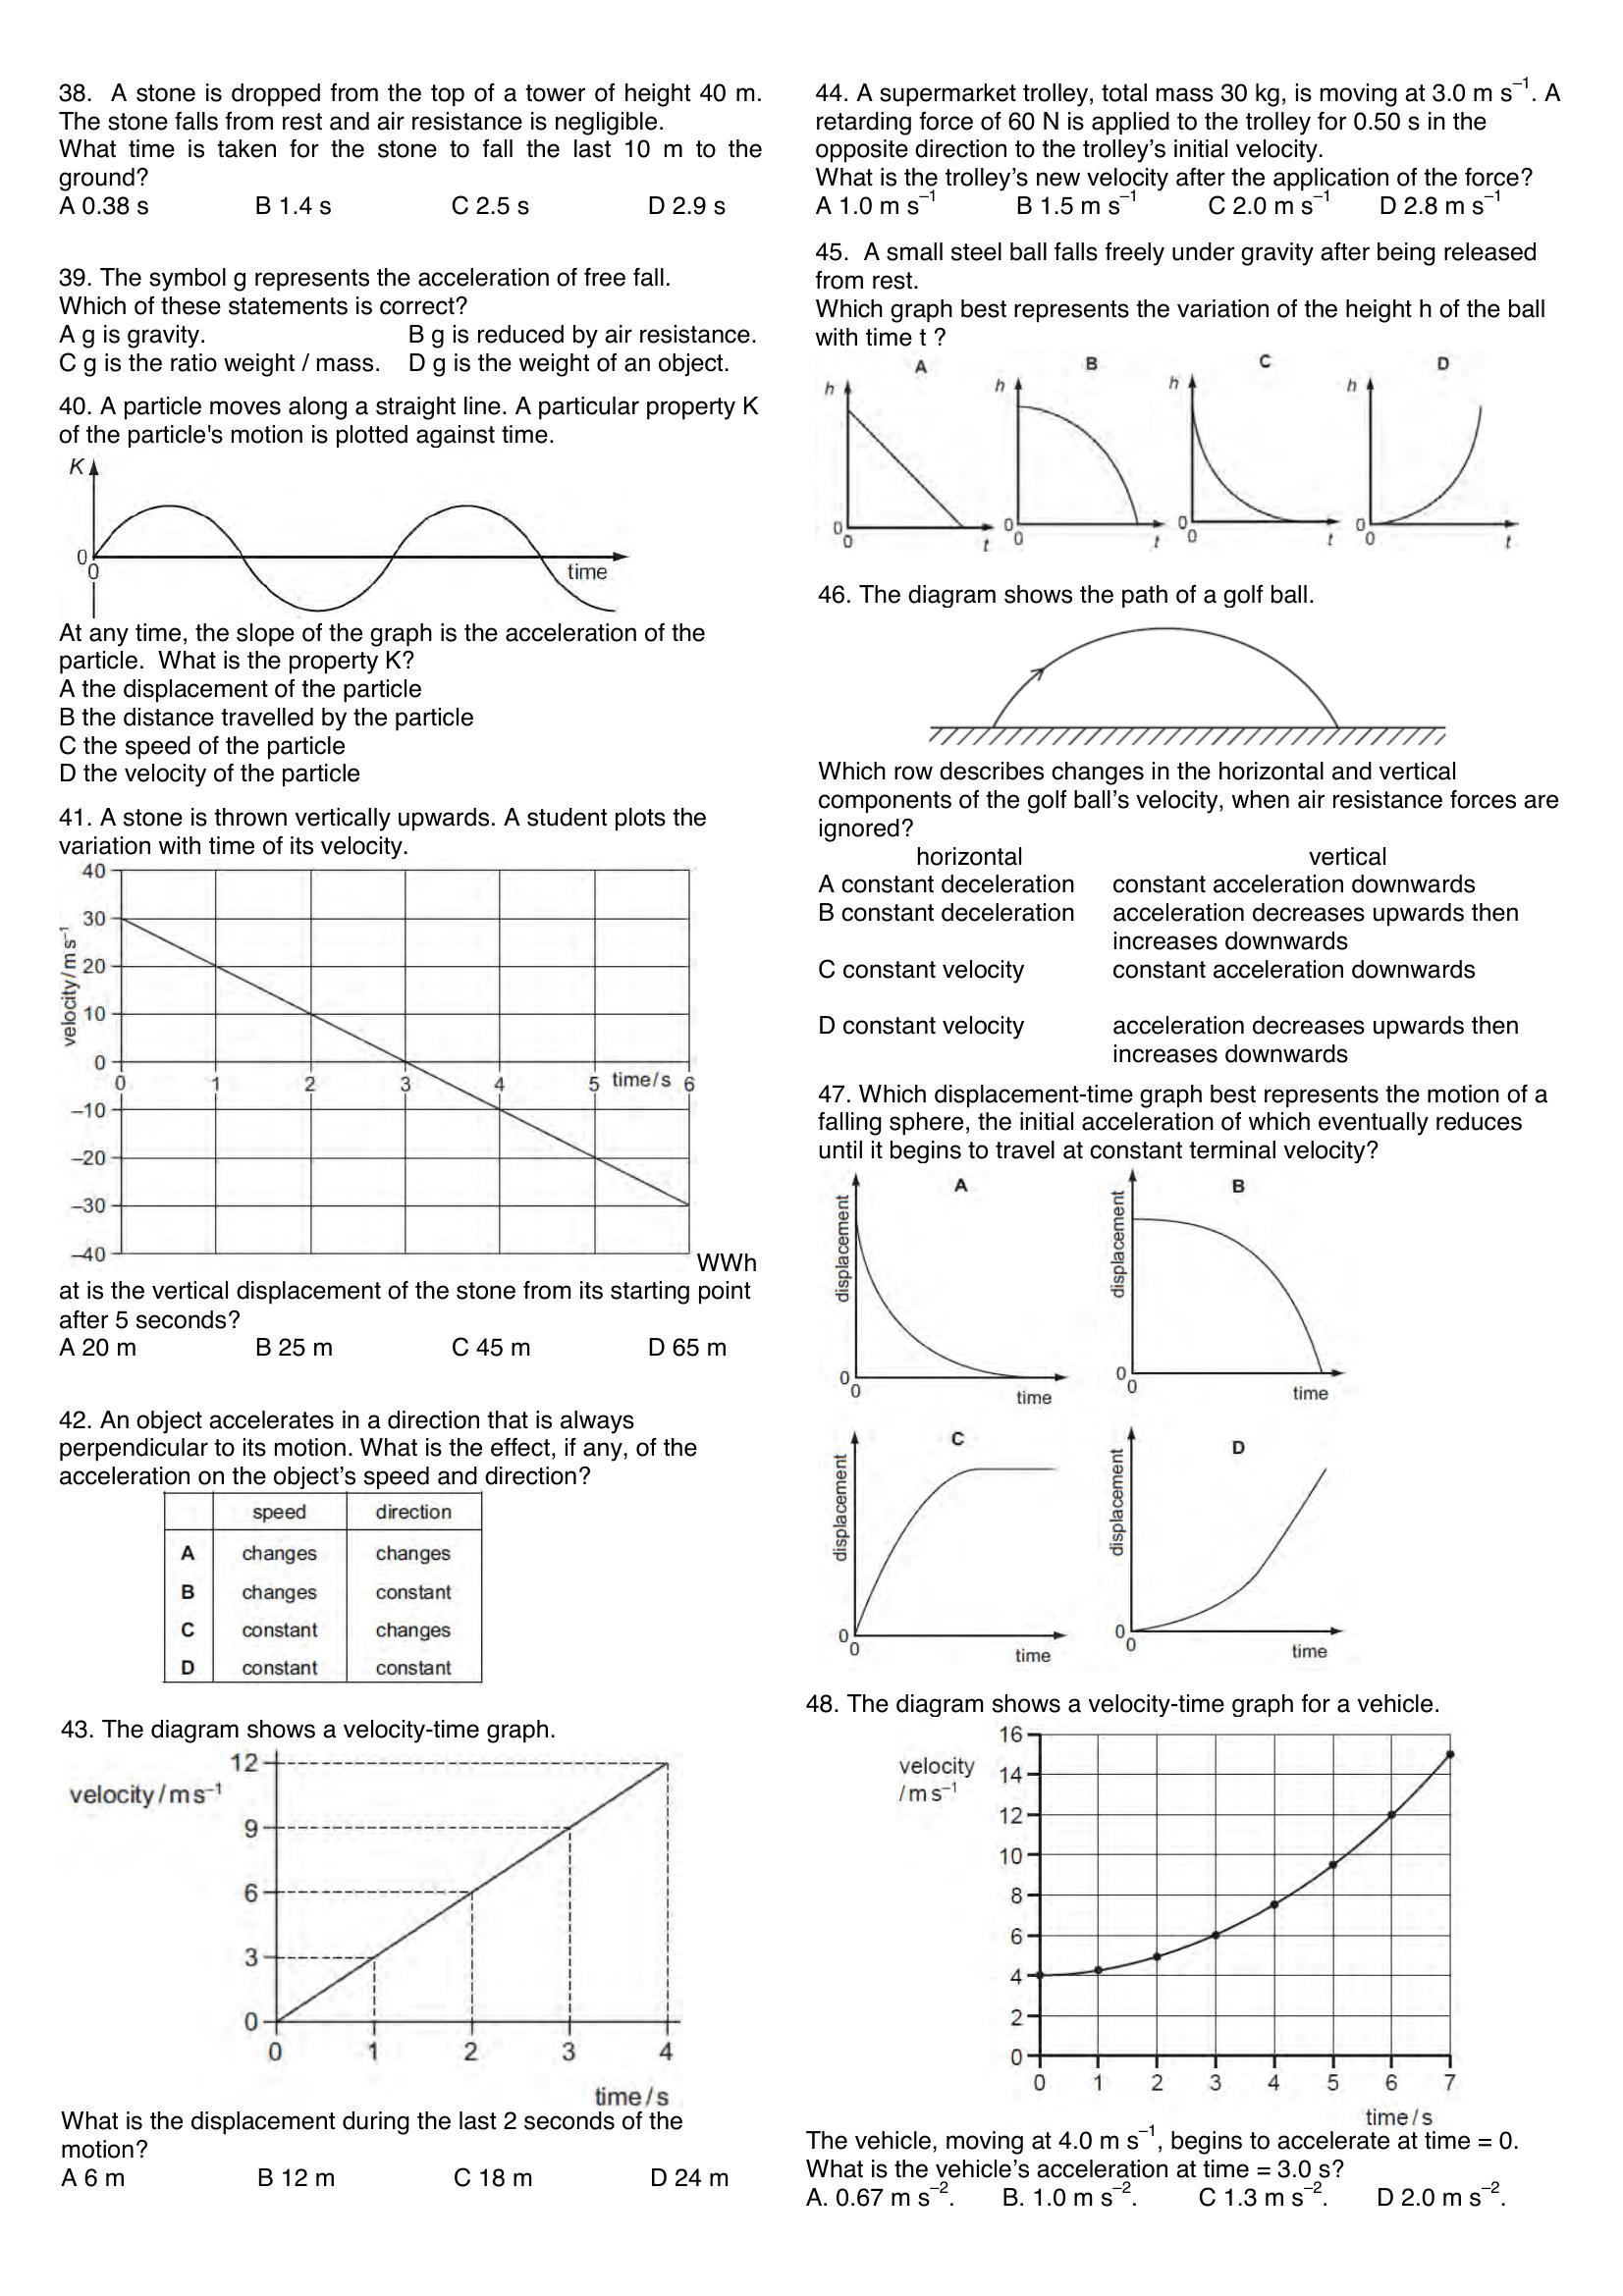 38. A stone is dropped from the top of a tower of height 40 m.
The stone falls from rest and air resistance is negligible.
What time is taken for the stone to fall the last 10 m to the
ground?
A 0.38 s B 1.4 s C 2.5 s D 2.9 s
39. The symbol g represents the acceleration of free fall.
Which of these statements is correct?
A g is gravity. B g is reduced by air resistance.
C g is the ratio weight / mass. D g is the weight of an object.
40. A particle moves along a straight line. A particular property K
of the particle's motion is plotted against time.
K
0
0
time
At any time, the slope of the graph is the acceleration of the
particle. What is the property K?
A the displacement of the particle
B the distance travelled by the particle
C the speed of the particle
D the velocity of the particle
41. A stone is thrown vertically upwards. A student plots the
variation with time of its velocity.
velocity/m s⁻¹
40
30
20
10
0
–10
–20
–30
–40
0 1 2 3 4 5 time/s 6
WWh
at is the vertical displacement of the stone from its starting point
after 5 seconds?
A 20 m B 25 m C 45 m D 65 m
42. An object accelerates in a direction that is always
perpendicular to its motion. What is the effect, if any, of the
acceleration on the object’s speed and direction?
speed direction
A changes changes
B changes constant
C constant changes
D constant constant
43. The diagram shows a velocity-time graph.
velocity/m s⁻¹
12
9
6
3
0
0 1 2 3 4
time/s
What is the displacement during the last 2 seconds of the
motion?
A 6 m B 12 m C 18 m D 24 m
44. A supermarket trolley, total mass 30 kg, is moving at 3.0 m s⁻¹. A
retarding force of 60 N is applied to the trolley for 0.50 s in the
opposite direction to the trolley’s initial velocity.
What is the trolley’s new velocity after the application of the force?
A 1.0 m s⁻¹ B 1.5 m s⁻¹ C 2.0 m s⁻¹ D 2.8 m s⁻¹
45. A small steel ball falls freely under gravity after being released
from rest.
Which graph best represents the variation of the height h of the ball
with time t ?
A B C D
h h h h
0 0 0 0
0 t 0 t 0 t 0 t
46. The diagram shows the path of a golf ball.
Which row describes changes in the horizontal and vertical
components of the golf ball’s velocity, when air resistance forces are
ignored?
horizontal vertical
A constant deceleration constant acceleration downwards
B constant deceleration acceleration decreases upwards then
increases downwards
C constant velocity constant acceleration downwards
D constant velocity acceleration decreases upwards then
increases downwards
47. Which displacement-time graph best represents the motion of a
falling sphere, the initial acceleration of which eventually reduces
until it begins to travel at constant terminal velocity?
A B
displacement displacement
0 0
0 time 0 time
C D
displacement displacement
0 0
0 time 0 time
48. The diagram shows a velocity-time graph for a vehicle.
velocity
/m s⁻¹
16
14
12
10
8
6
4
2
0
0 1 2 3 4 5 6 7
time/s
The vehicle, moving at 4.0 m s⁻¹, begins to accelerate at time = 0.
What is the vehicle’s acceleration at time = 3.0 s?
A. 0.67 m s⁻². B. 1.0 m s⁻². C 1.3 m s⁻². D 2.0 m s⁻².